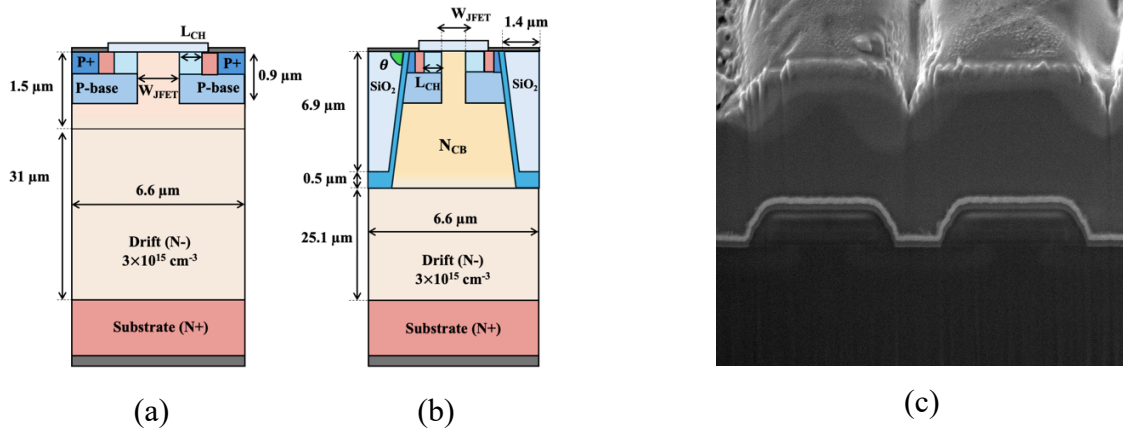 L_CH
P+
P+
1.5 µm
P-base
W_JFET
P-base
0.9 µm
31 µm
6.6 µm
Drift (N-)
3×10^15 cm^-3
Substrate (N+)
(a)
W_JFET
1.4 µm
θ
SiO_2
L_CH
SiO_2
6.9 µm
N_CB
0.5 µm
6.6 µm
25.1 µm
Drift (N-)
3×10^15 cm^-3
Substrate (N+)
(b)
(c)